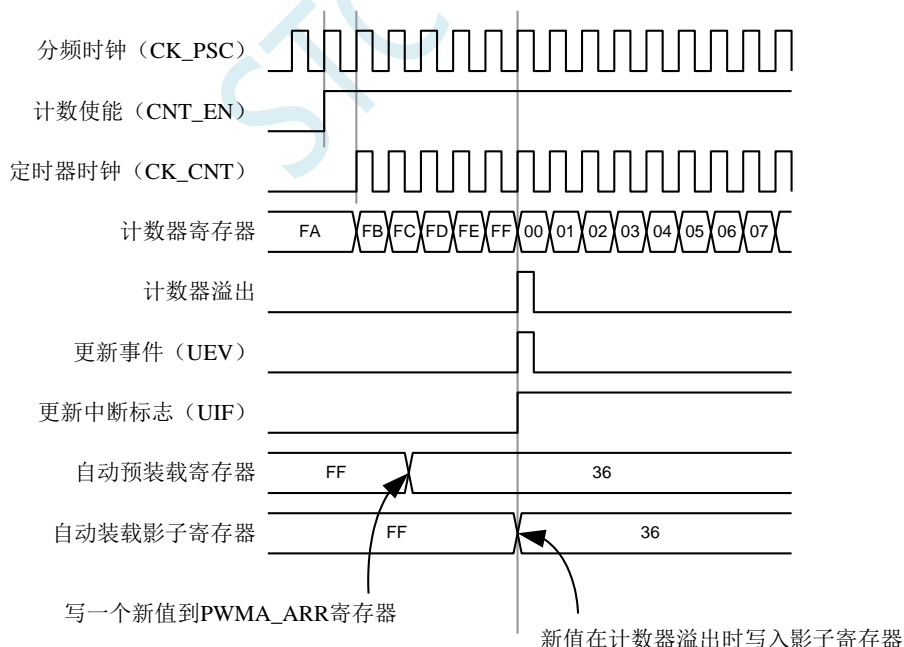 STC
分频时钟（CK_PSC）
计数使能（CNT_EN）
定时器时钟（CK_CNT）
计数器寄存器 FA FB FC FD FE FF 00 01 02 03 04 05 06 07
计数器溢出
更新事件（UEV）
更新中断标志（UIF）
自动预装载寄存器 FF 36
自动装载影子寄存器 FF 36
写一个新值到PWMA_ARR寄存器
新值在计数器溢出时写入影子寄存器